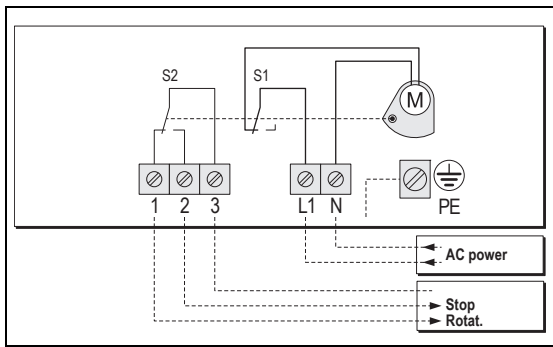 S2
S1
M
1 2 3 L1 N
PE
AC power
Stop
Rotat.